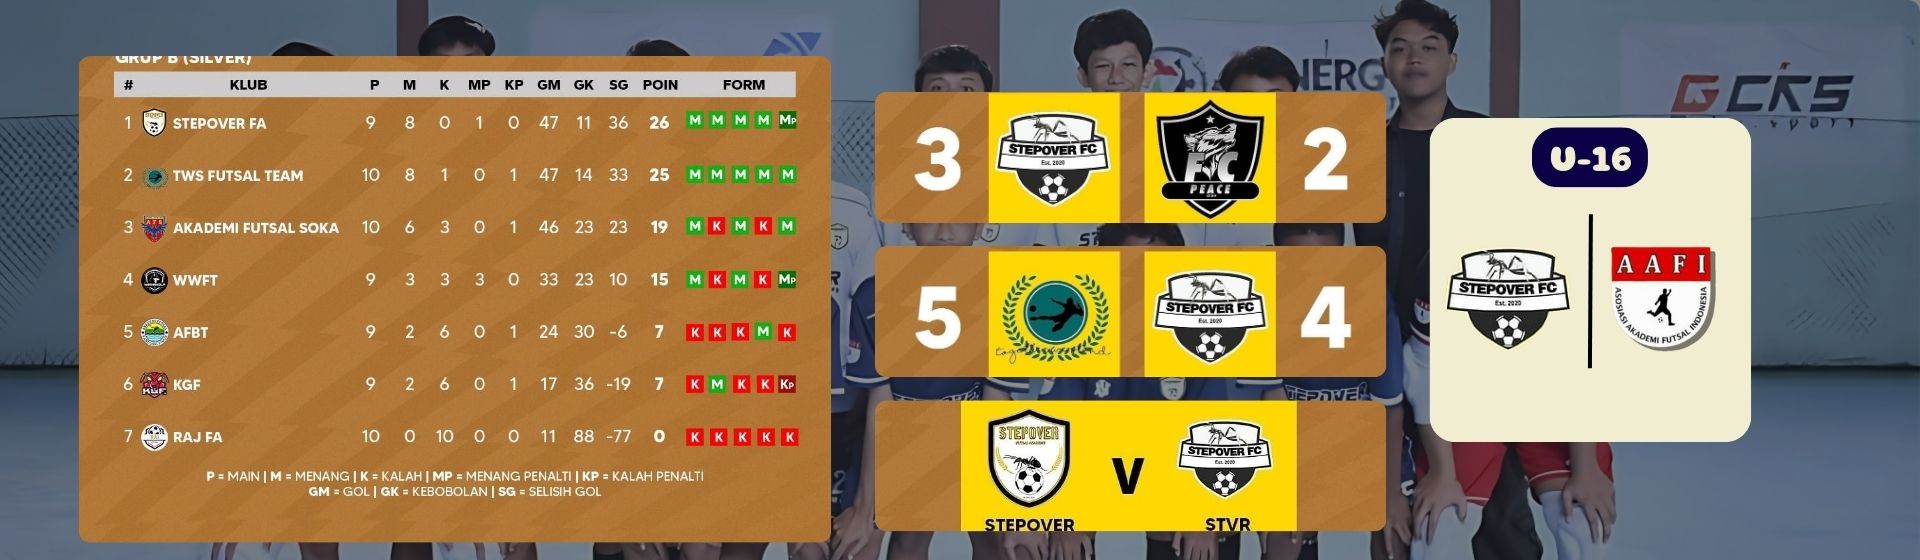 GRUP B (SILVER)
# KLUB P M K MP KP GM GK SG POIN FORM
1 STEPOVER FA 9 8 0 1 0 47 11 36 26 M M M M MP
2 TWS FUTSAL TEAM 10 8 1 0 1 47 14 33 25 M M M M M
3 AKADEMI FUTSAL SOKA 10 6 3 0 1 46 23 23 19 M K M K M
4 WWFT 9 3 3 3 0 33 23 10 15 M K M K MP
5 AFBT 9 2 6 0 1 24 30 -6 7 K K K M K
6 KGF 9 2 6 0 1 17 36 -19 7 K M K K KP
7 RAJ FA 10 0 10 0 0 11 88 -77 0 K K K K K
P = MAIN | M = MENANG | K = KALAH | MP = MENANG PENALTI | KP = KALAH PENALTI
GM = GOL | GK = KEBOBOLAN | SG = SELISIH GOL
3
STEPOVER FC
Est. 2020
FC
PEACE
2
5
STEPOVER FC
Est. 2020
4
STEPOVER
V
STEPOVER FC
Est. 2020
STEPOVER
STVR
U-16
STEPOVER FC
Est. 2020
AAFI
ASOSIASI AKADEMI FUTSAL INDONESIA
NERG
GCRS
sport